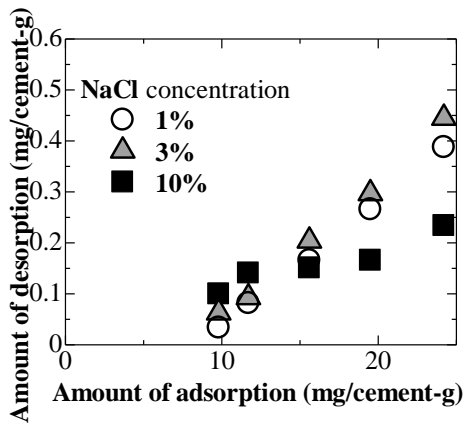 Amount of desorption (mg/cement-g)
0.6
0.5
0.4
0.3
0.2
0.1
0
NaCl concentration
1%
3%
10%
0 10 20
Amount of adsorption (mg/cement-g)